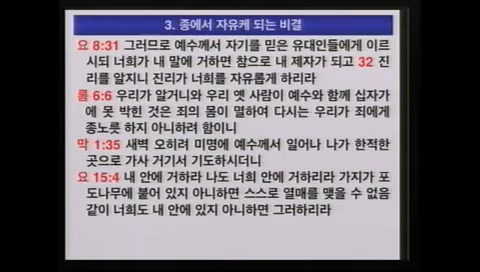 3. 종에서 자유케 되는 비결
요 8:31 그러므로 예수께서 자기를 믿은 유대인들에게 이르
시되 너희가 내 말에 거하면 참으로 내 제자가 되고 32 진
리를 알지니 진리가 너희를 자유롭게 하리라
롬 6:6 우리가 알거니와 우리 옛 사람이 예수와 함께 십자가
에 못 박힌 것은 죄의 몸이 멸하여 다시는 우리가 죄에게
종노릇 하지 아니하려 함이니
막 1:35 새벽 오히려 미명에 예수께서 일어나 나가 한적한
곳으로 가사 거기서 기도하시더니
요 15:4 내 안에 거하라 나도 너희 안에 거하리라 가지가 포
도나무에 붙어 있지 아니하면 스스로 열매를 맺을 수 없음
같이 너희도 내 안에 있지 아니하면 그러하리라